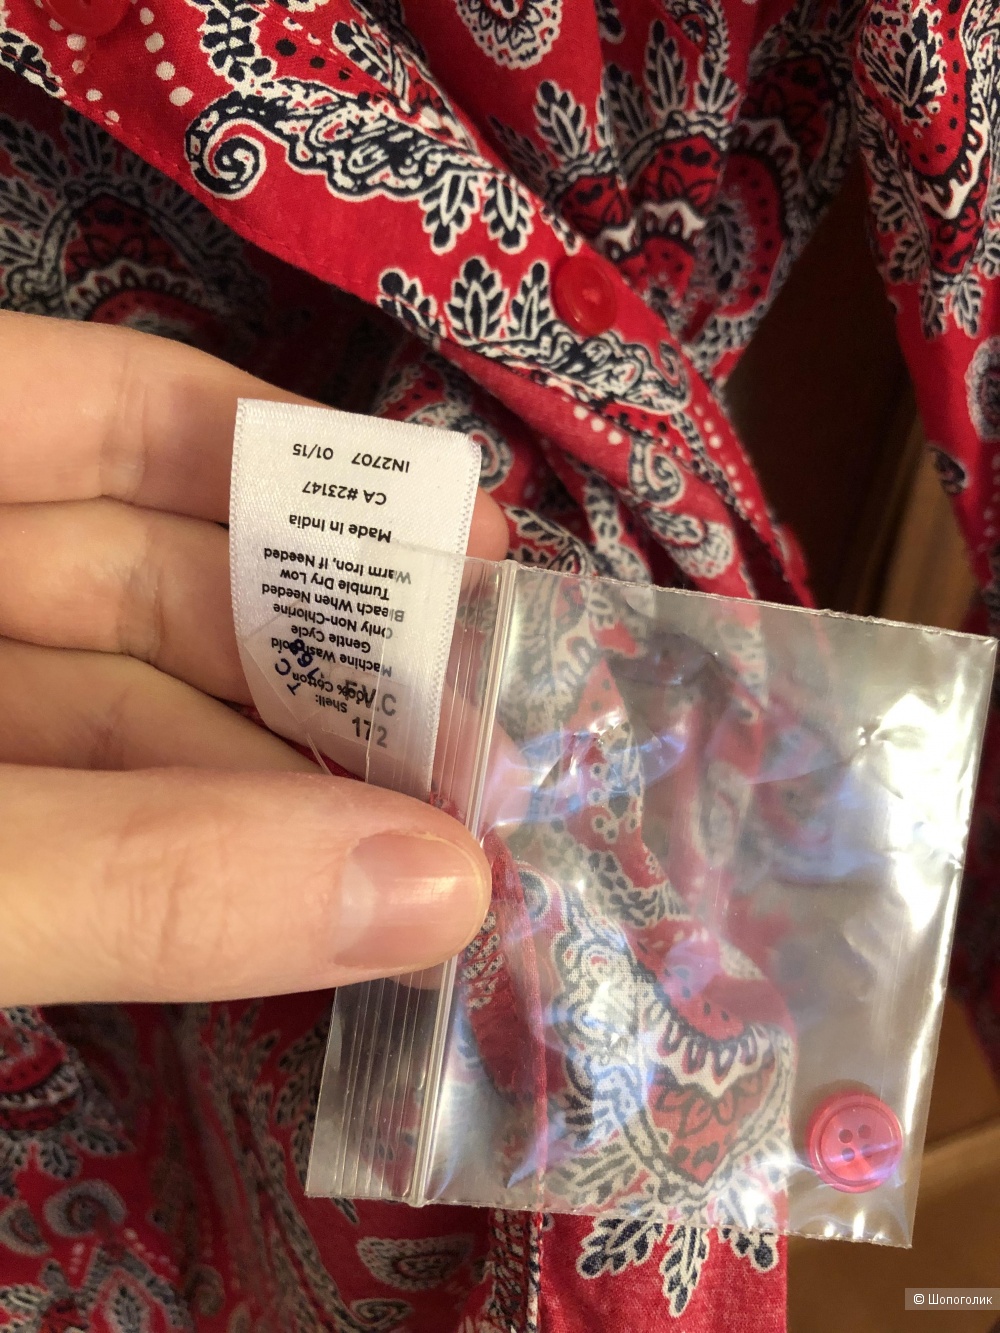 Shell:
100% Cotton
Machine Wash Cold
Gentle Cycle
Only Non-Chlorine
Bleach When Needed
Tumble Dry Low
Warm Iron, If Needed
Made In India
CA #23147
IN2707 01/15
172
© Шопоголик